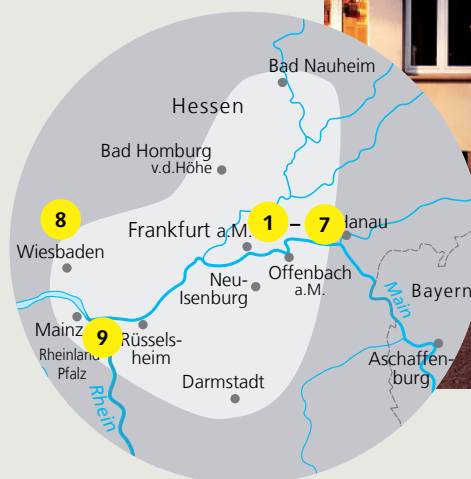 Bad Nauheim
Hessen
Bad Homburg
v.d.Höhe
8
Wiesbaden
Frankfurt a.M.
1 – 7
Hanau
Neu-
Isenburg
Offenbach
a.M.
Main
Bayern
Mainz
9
Rüssels-
heim
Rheinland
Pfalz
Rhein
Darmstadt
Aschaffen-
burg